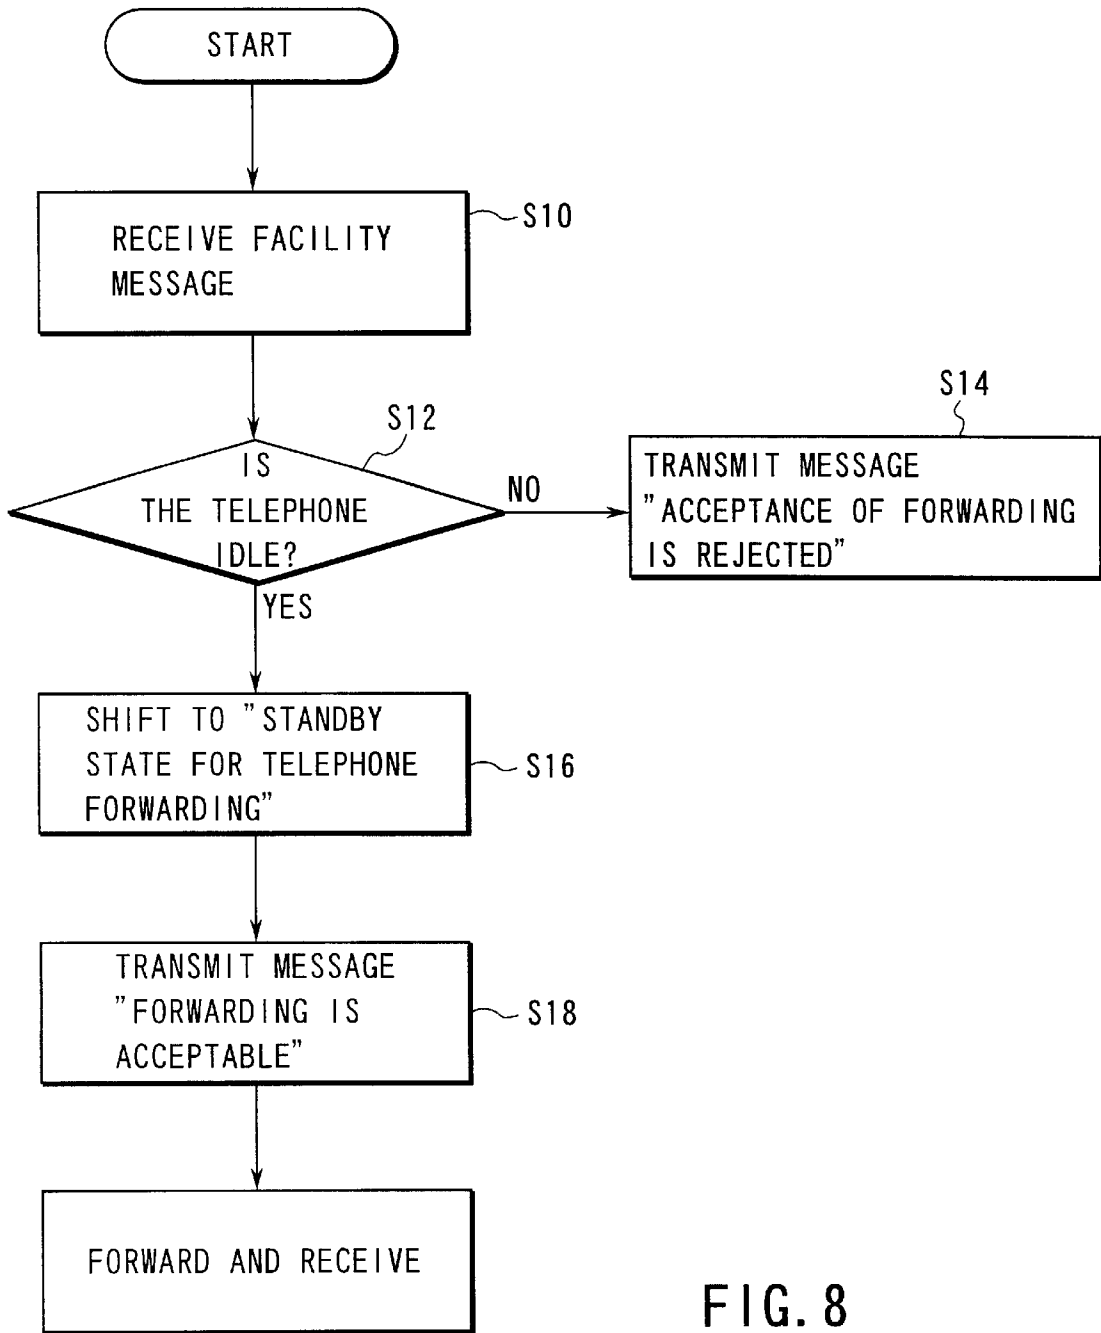 START
RECEIVE FACILITY
MESSAGE
S10
IS
THE TELEPHONE
IDLE?
S12
NO
S14
TRANSMIT MESSAGE
"ACCEPTANCE OF FORWARDING
IS REJECTED"
YES
SHIFT TO "STANDBY
STATE FOR TELEPHONE
FORWARDING"
S16
TRANSMIT MESSAGE
"FORWARDING IS
ACCEPTABLE"
S18
FORWARD AND RECEIVE
FIG. 8